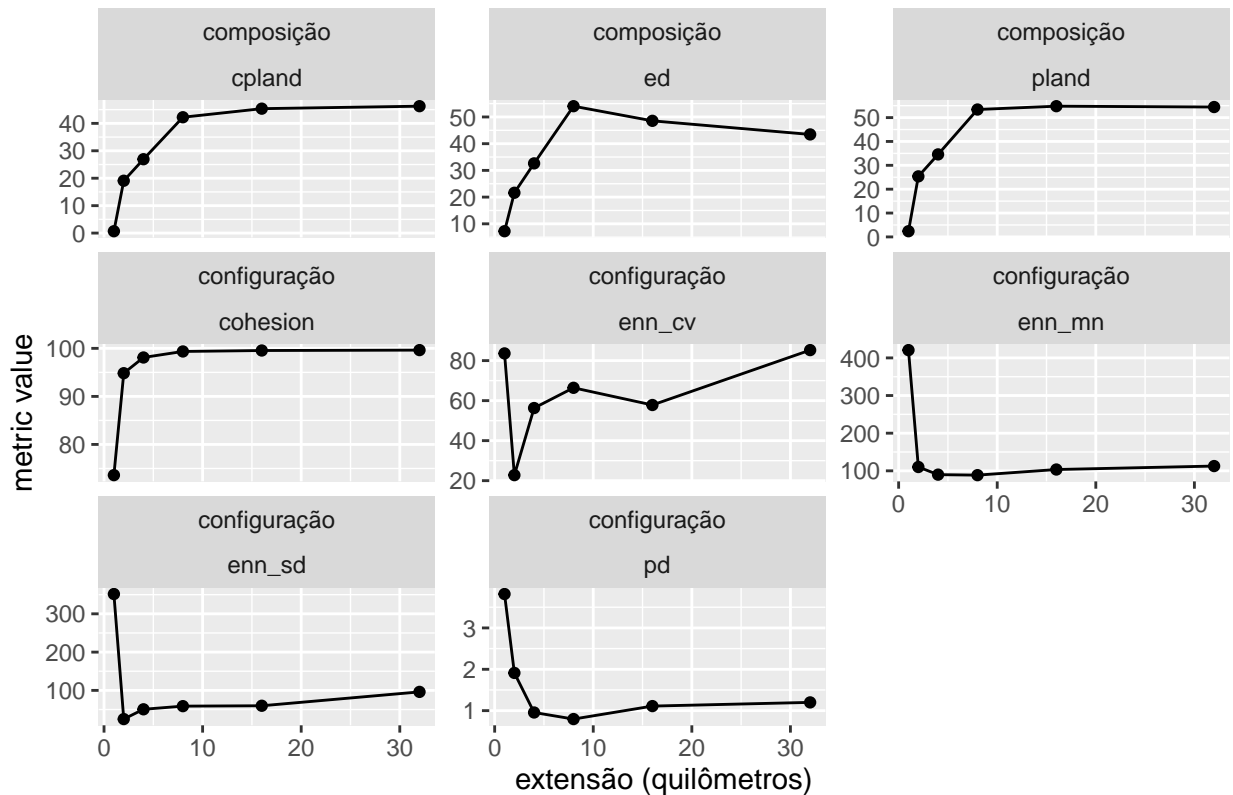 composição
cpland
40
30
20
10
0
composição
ed
50
40
30
20
10
composição
pland
50
40
30
20
10
0
metric value
configuração
cohesion
100
90
80
configuração
enn_cv
80
60
40
20
configuração
enn_mn
400
300
200
100
0 10 20 30
configuração
enn_sd
300
200
100
0 10 20 30
configuração
pd
3
2
1
0 10 20 30
extensão (quilômetros)